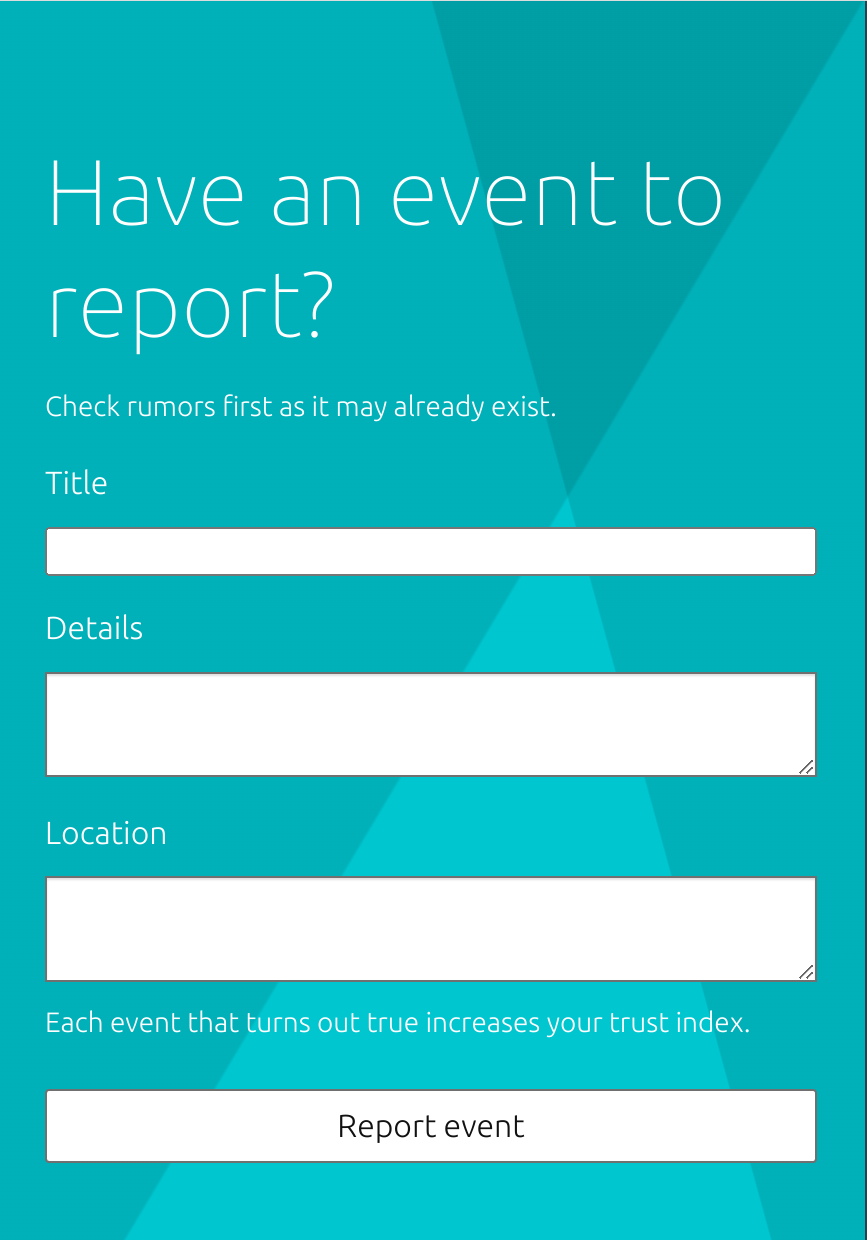 Have an event to
report?
Check rumors first as it may already exist.
Title
Details
Location
Each event that turns out true increases your trust index.
Report event